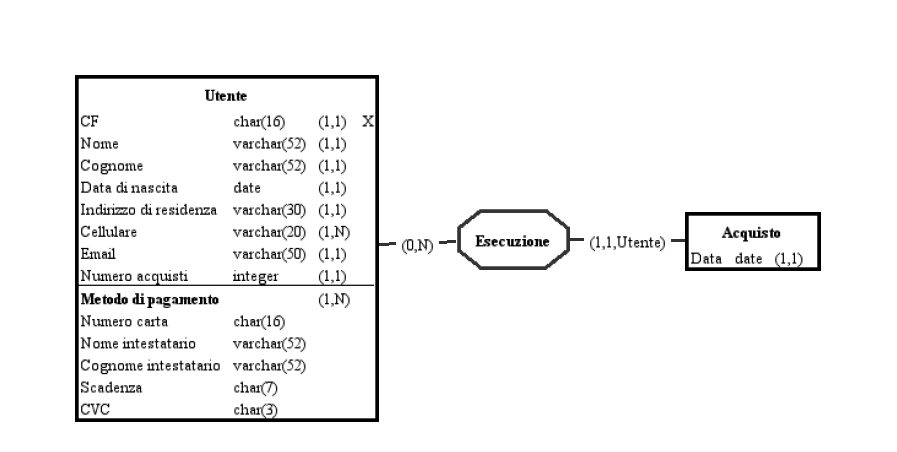 Utente
CF char(16) (1,1) X
Nome varchar(52) (1,1)
Cognome varchar(52) (1,1)
Data di nascita date (1,1)
Indirizzo di residenza varchar(30) (1,1)
Cellulare varchar(20) (1,N)
Email varchar(50) (1,1)
Numero acquisti integer (1,1)
Metodo di pagamento (1,N)
Numero carta char(16)
Nome intestatario varchar(52)
Cognome intestatario varchar(52)
Scadenza char(7)
CVC char(3)
(0,N)
Esecuzione
(1,1,Utente)
Acquisto
Data date (1,1)